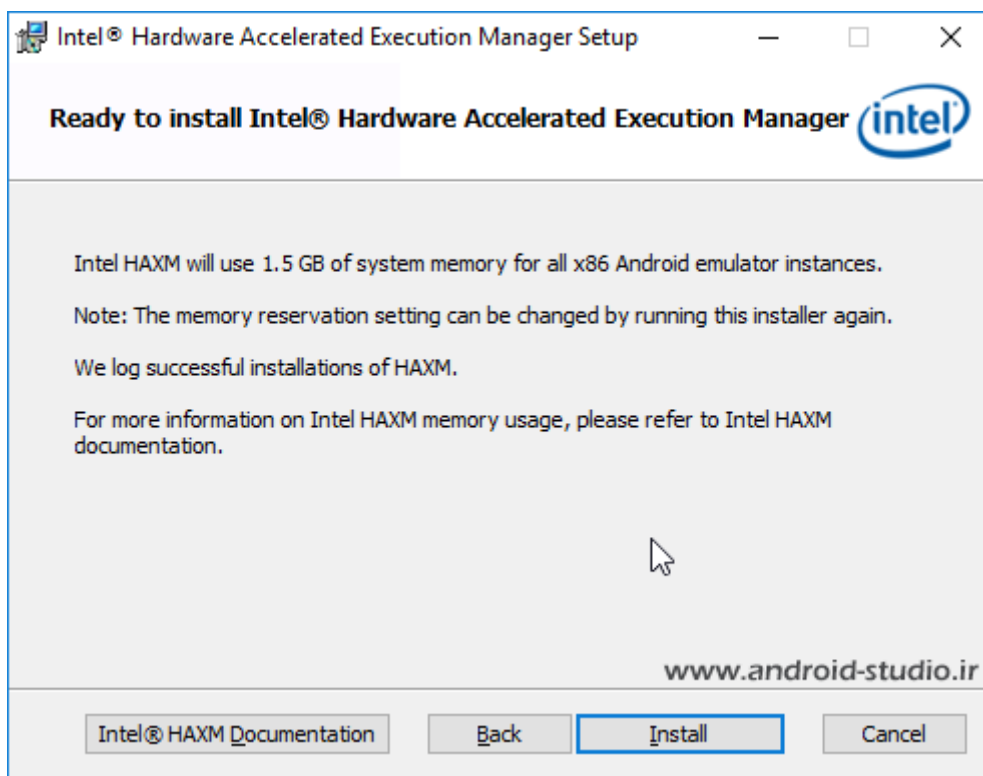 Intel® Hardware Accelerated Execution Manager Setup
Ready to install Intel® Hardware Accelerated Execution Manager
intel
Intel HAXM will use 1.5 GB of system memory for all x86 Android emulator instances.
Note: The memory reservation setting can be changed by running this installer again.
We log successful installations of HAXM.
For more information on Intel HAXM memory usage, please refer to Intel HAXM
documentation.
www.android-studio.ir
Intel® HAXM Documentation Back Install Cancel